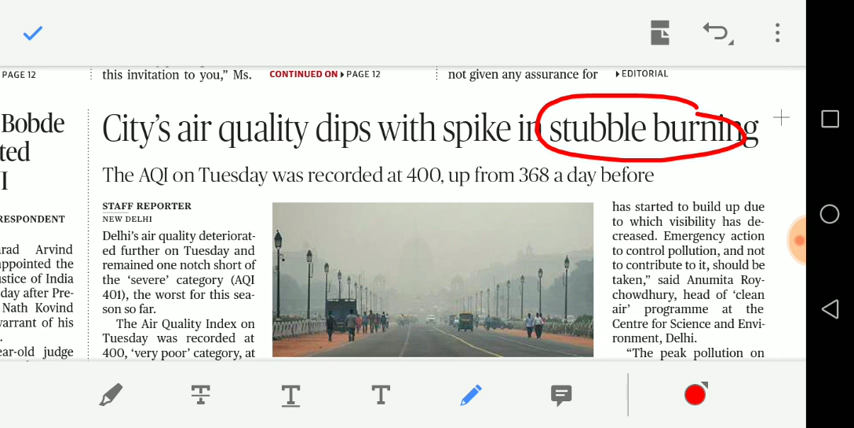 PAGE 12
this invitation to you,” Ms.
CONTINUED ON ▸ PAGE 12
not given any assurance for
▸ EDITORIAL
Bobde
ted
I
RESPONDENT
rad Arvind
appointed the
stice of India
day after Pre-
Nath Kovind
warrant of his
ear-old judge
City’s air quality dips with spike in stubble burning
The AQI on Tuesday was recorded at 400, up from 368 a day before
STAFF REPORTER
NEW DELHI
Delhi’s air quality deteriorat-
ed further on Tuesday and
remained one notch short of
the ‘severe’ category (AQI
401), the worst for this sea-
son so far.
The Air Quality Index on
Tuesday was recorded at
400, ‘very poor’ category, at
has started to build up due
to which visibility has de-
creased. Emergency action
to control pollution, and not
to contribute to it, should be
taken,” said Anumita Roy-
chowdhury, head of ‘clean
air’ programme at the
Centre for Science and Envi-
ronment, Delhi.
“The peak pollution on
T
T
T